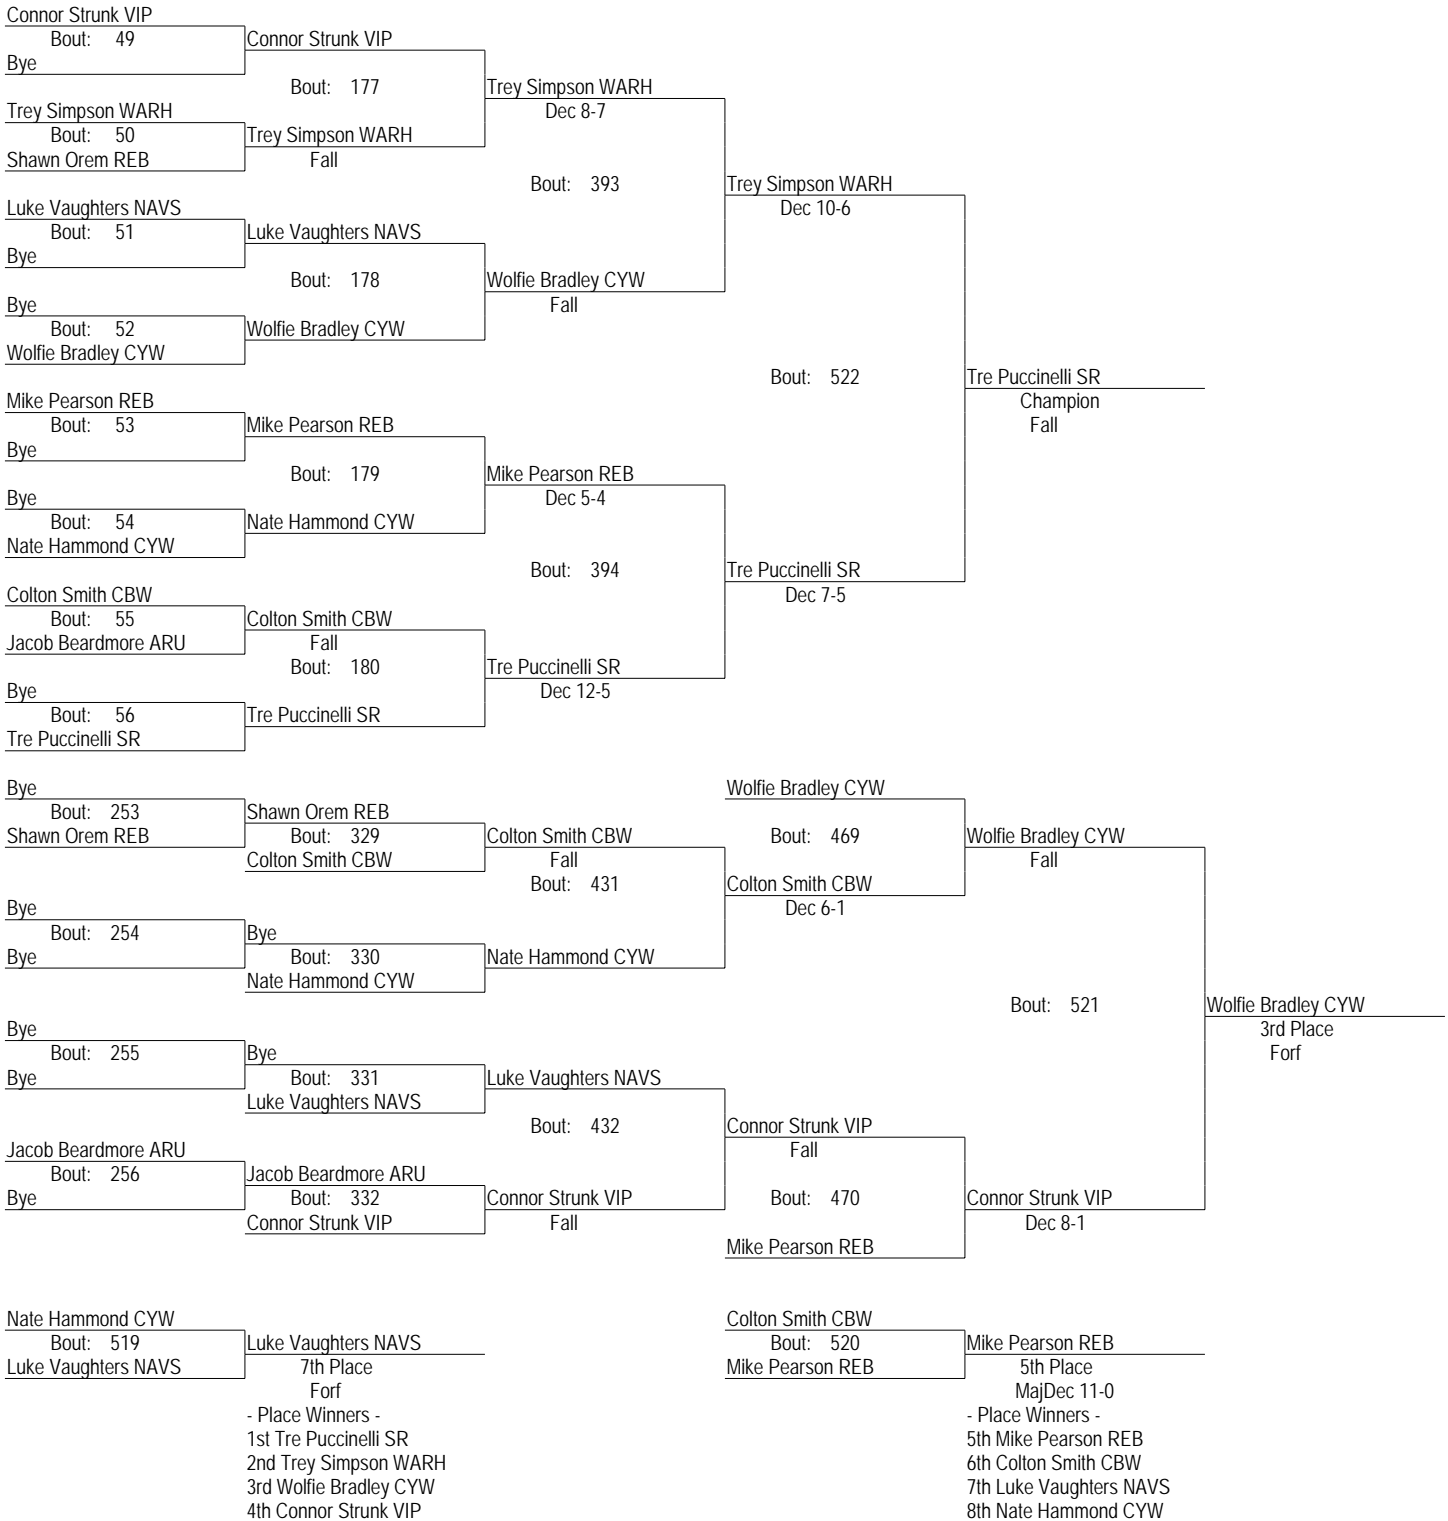 Connor Strunk VIP
Bout: 49
Connor Strunk VIP
Bye
Bout: 177
Trey Simpson WARH
Trey Simpson WARH
Dec 8-7
Bout: 50
Trey Simpson WARH
Shawn Orem REB
Fall
Bout: 393
Trey Simpson WARH
Luke Vaughters NAVS
Dec 10-6
Bout: 51
Luke Vaughters NAVS
Bye
Bout: 178
Wolfie Bradley CYW
Bye
Fall
Bout: 52
Wolfie Bradley CYW
Wolfie Bradley CYW
Bout: 522
Tre Puccinelli SR
Mike Pearson REB
Champion
Bout: 53
Mike Pearson REB
Fall
Bye
Bout: 179
Mike Pearson REB
Bye
Dec 5-4
Bout: 54
Nate Hammond CYW
Nate Hammond CYW
Bout: 394
Tre Puccinelli SR
Colton Smith CBW
Dec 7-5
Bout: 55
Colton Smith CBW
Jacob Beardmore ARU
Fall
Bout: 180
Tre Puccinelli SR
Bye
Dec 12-5
Bout: 56
Tre Puccinelli SR
Tre Puccinelli SR
Bye
Wolfie Bradley CYW
Bout: 253
Shawn Orem REB
Shawn Orem REB
Bout: 329
Colton Smith CBW
Bout: 469
Wolfie Bradley CYW
Colton Smith CBW
Fall
Fall
Bout: 431
Colton Smith CBW
Bye
Dec 6-1
Bout: 254
Bye
Bye
Bout: 330
Nate Hammond CYW
Nate Hammond CYW
Bout: 521
Wolfie Bradley CYW
Bye
3rd Place
Bout: 255
Bye
Forf
Bye
Bout: 331
Luke Vaughters NAVS
Luke Vaughters NAVS
Bout: 432
Connor Strunk VIP
Jacob Beardmore ARU
Fall
Bout: 256
Jacob Beardmore ARU
Bye
Bout: 332
Connor Strunk VIP
Bout: 470
Connor Strunk VIP
Connor Strunk VIP
Fall
Dec 8-1
Mike Pearson REB
Nate Hammond CYW
Colton Smith CBW
Bout: 519
Luke Vaughters NAVS
Bout: 520
Mike Pearson REB
Luke Vaughters NAVS
7th Place
Mike Pearson REB
5th Place
Forf
MajDec 11-0
- Place Winners -
1st Tre Puccinelli SR
2nd Trey Simpson WARH
3rd Wolfie Bradley CYW
4th Connor Strunk VIP
- Place Winners -
5th Mike Pearson REB
6th Colton Smith CBW
7th Luke Vaughters NAVS
8th Nate Hammond CYW